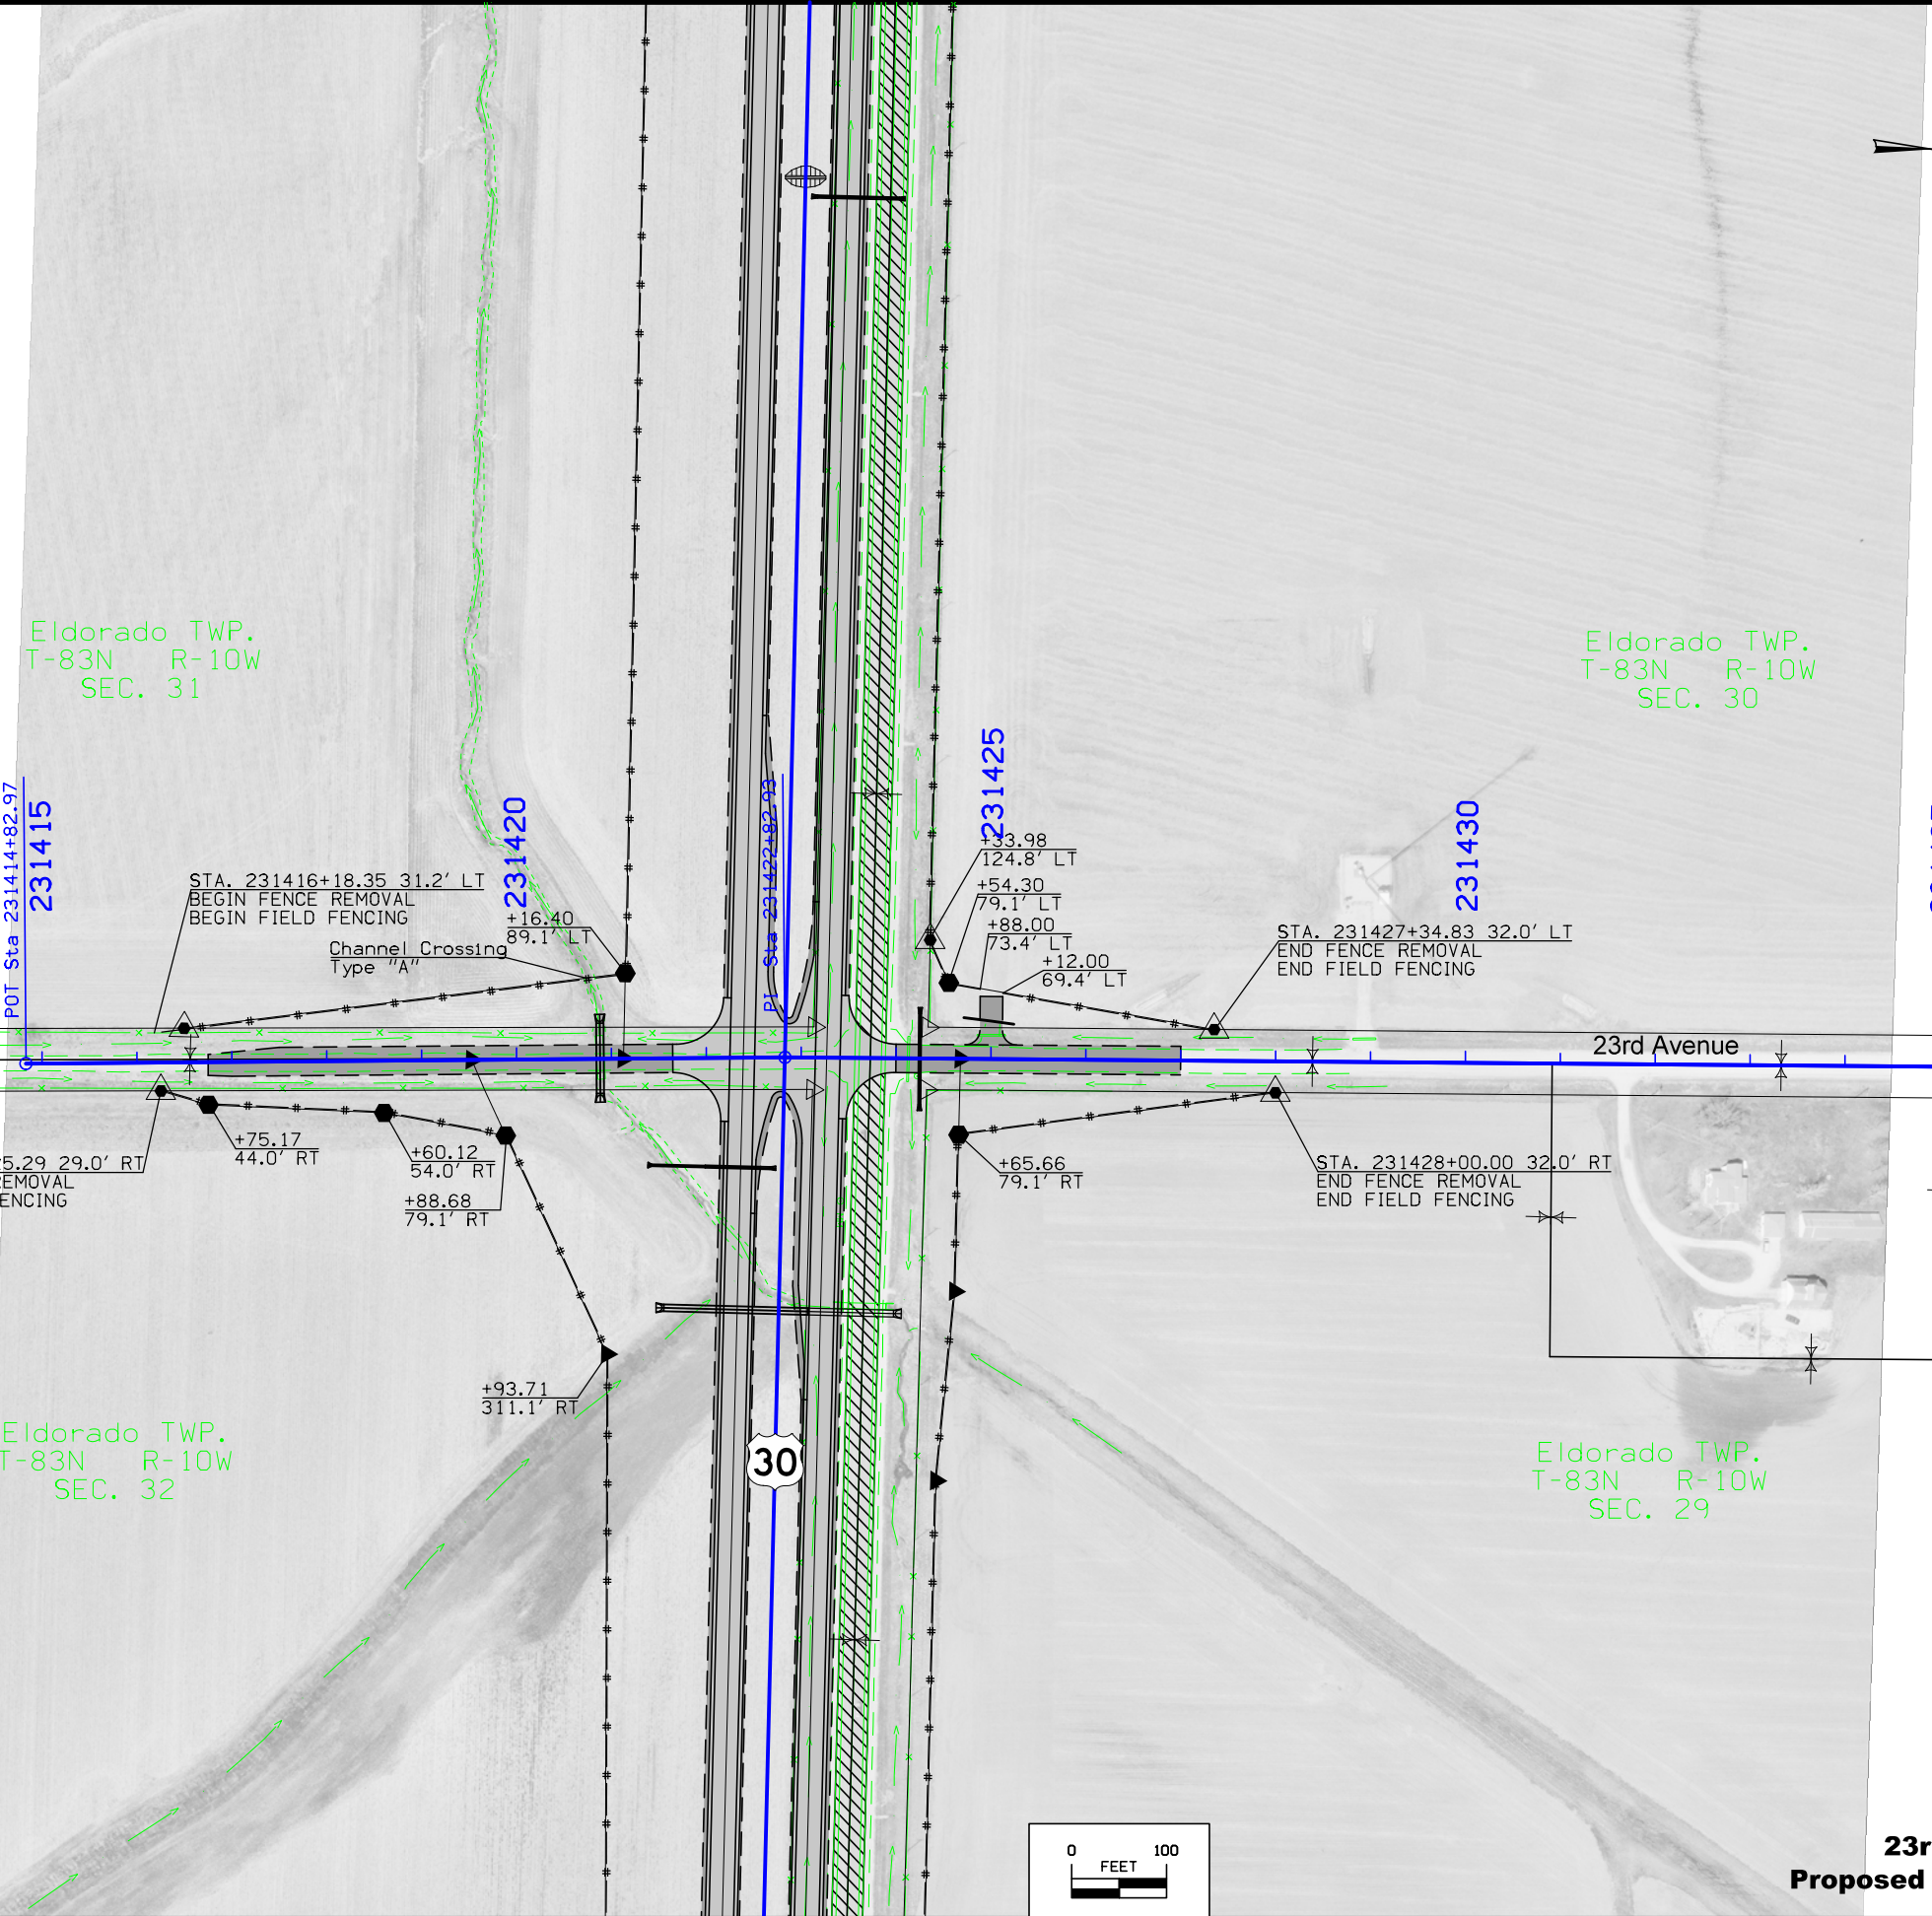 Eldorado TWP.
T-83N R-10W
SEC. 31
Eldorado TWP.
T-83N R-10W
SEC. 30
POT Sta 231414+82.97
231415
231420
PI Sta 231422+82.93
231425
231430
STA. 231416+18.35 31.2' LT
BEGIN FENCE REMOVAL
BEGIN FIELD FENCING
Channel Crossing
Type "A"
+16.40
89.1' LT
+33.98
124.8' LT
+54.30
79.1' LT
+88.00
73.4' LT
+12.00
69.4' LT
STA. 231427+34.83 32.0' LT
END FENCE REMOVAL
END FIELD FENCING
23rd Avenue
5.29 29.0' RT
EMOVAL
ENCING
+75.17
44.0' RT
+60.12
54.0' RT
+88.68
79.1' RT
+65.66
79.1' RT
STA. 231428+00.00 32.0' RT
END FENCE REMOVAL
END FIELD FENCING
+93.71
311.1' RT
30
Eldorado TWP.
T-83N R-10W
SEC. 32
Eldorado TWP.
T-83N R-10W
SEC. 29
0 100
FEET
23r
Proposed